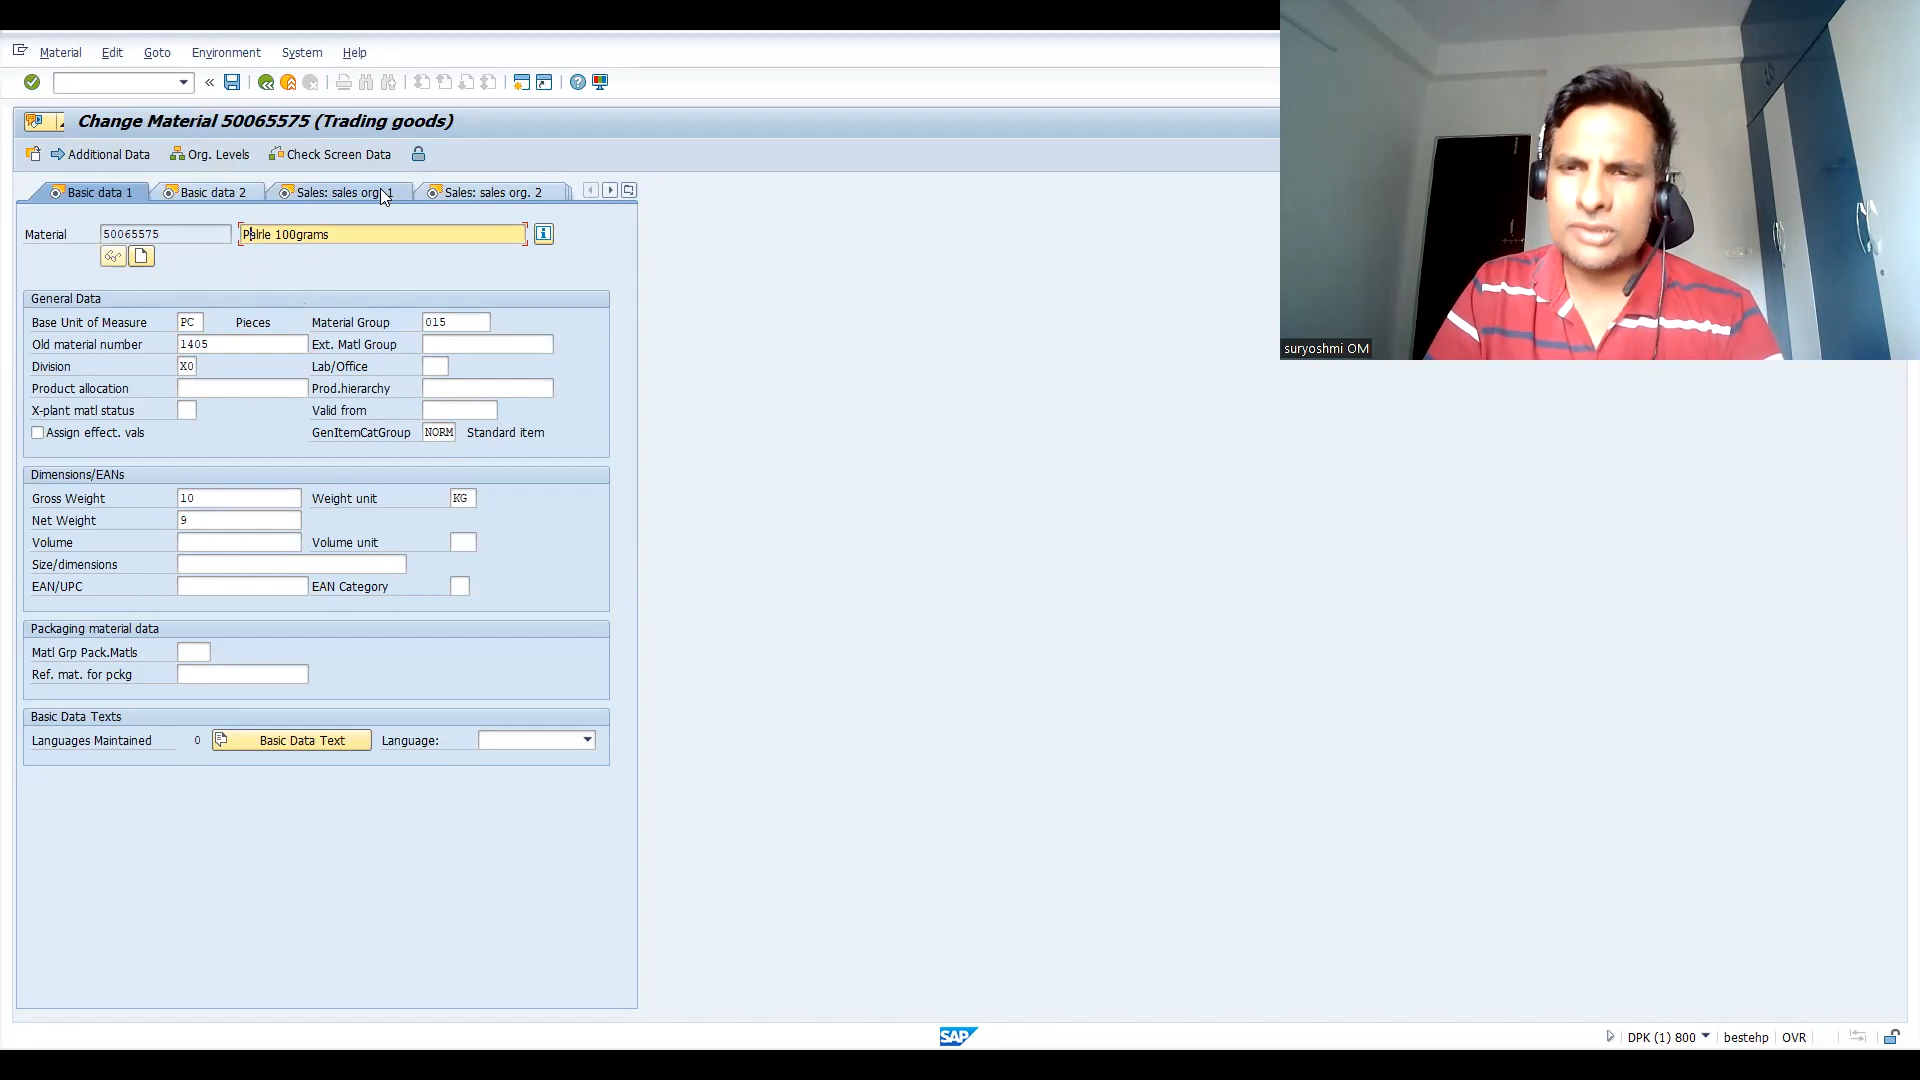 Material Edit Goto Environment System Help
Change Material 50065575 (Trading goods)
Additional Data Org. Levels Check Screen Data
Basic data 1 Basic data 2 Sales: sales org. 1 Sales: sales org. 2
Material 50065575 Palrle 100grams
General Data
Base Unit of Measure PC Pieces Material Group 015
Old material number 1405 Ext. Matl Group
Division X0 Lab/Office
Product allocation Prod.hierarchy
X-plant matl status Valid from
Assign effect. vals GenItemCatGroup NORM Standard item
Dimensions/EANs
Gross Weight 10 Weight unit KG
Net Weight 9
Volume Volume unit
Size/dimensions
EAN/UPC EAN Category
Packaging material data
Matl Grp Pack.Matls
Ref. mat. for pckg
Basic Data Texts
Languages Maintained 0 Basic Data Text Language:
suryoshmi OM
SAP
DPK (1) 800 bestehp OVR